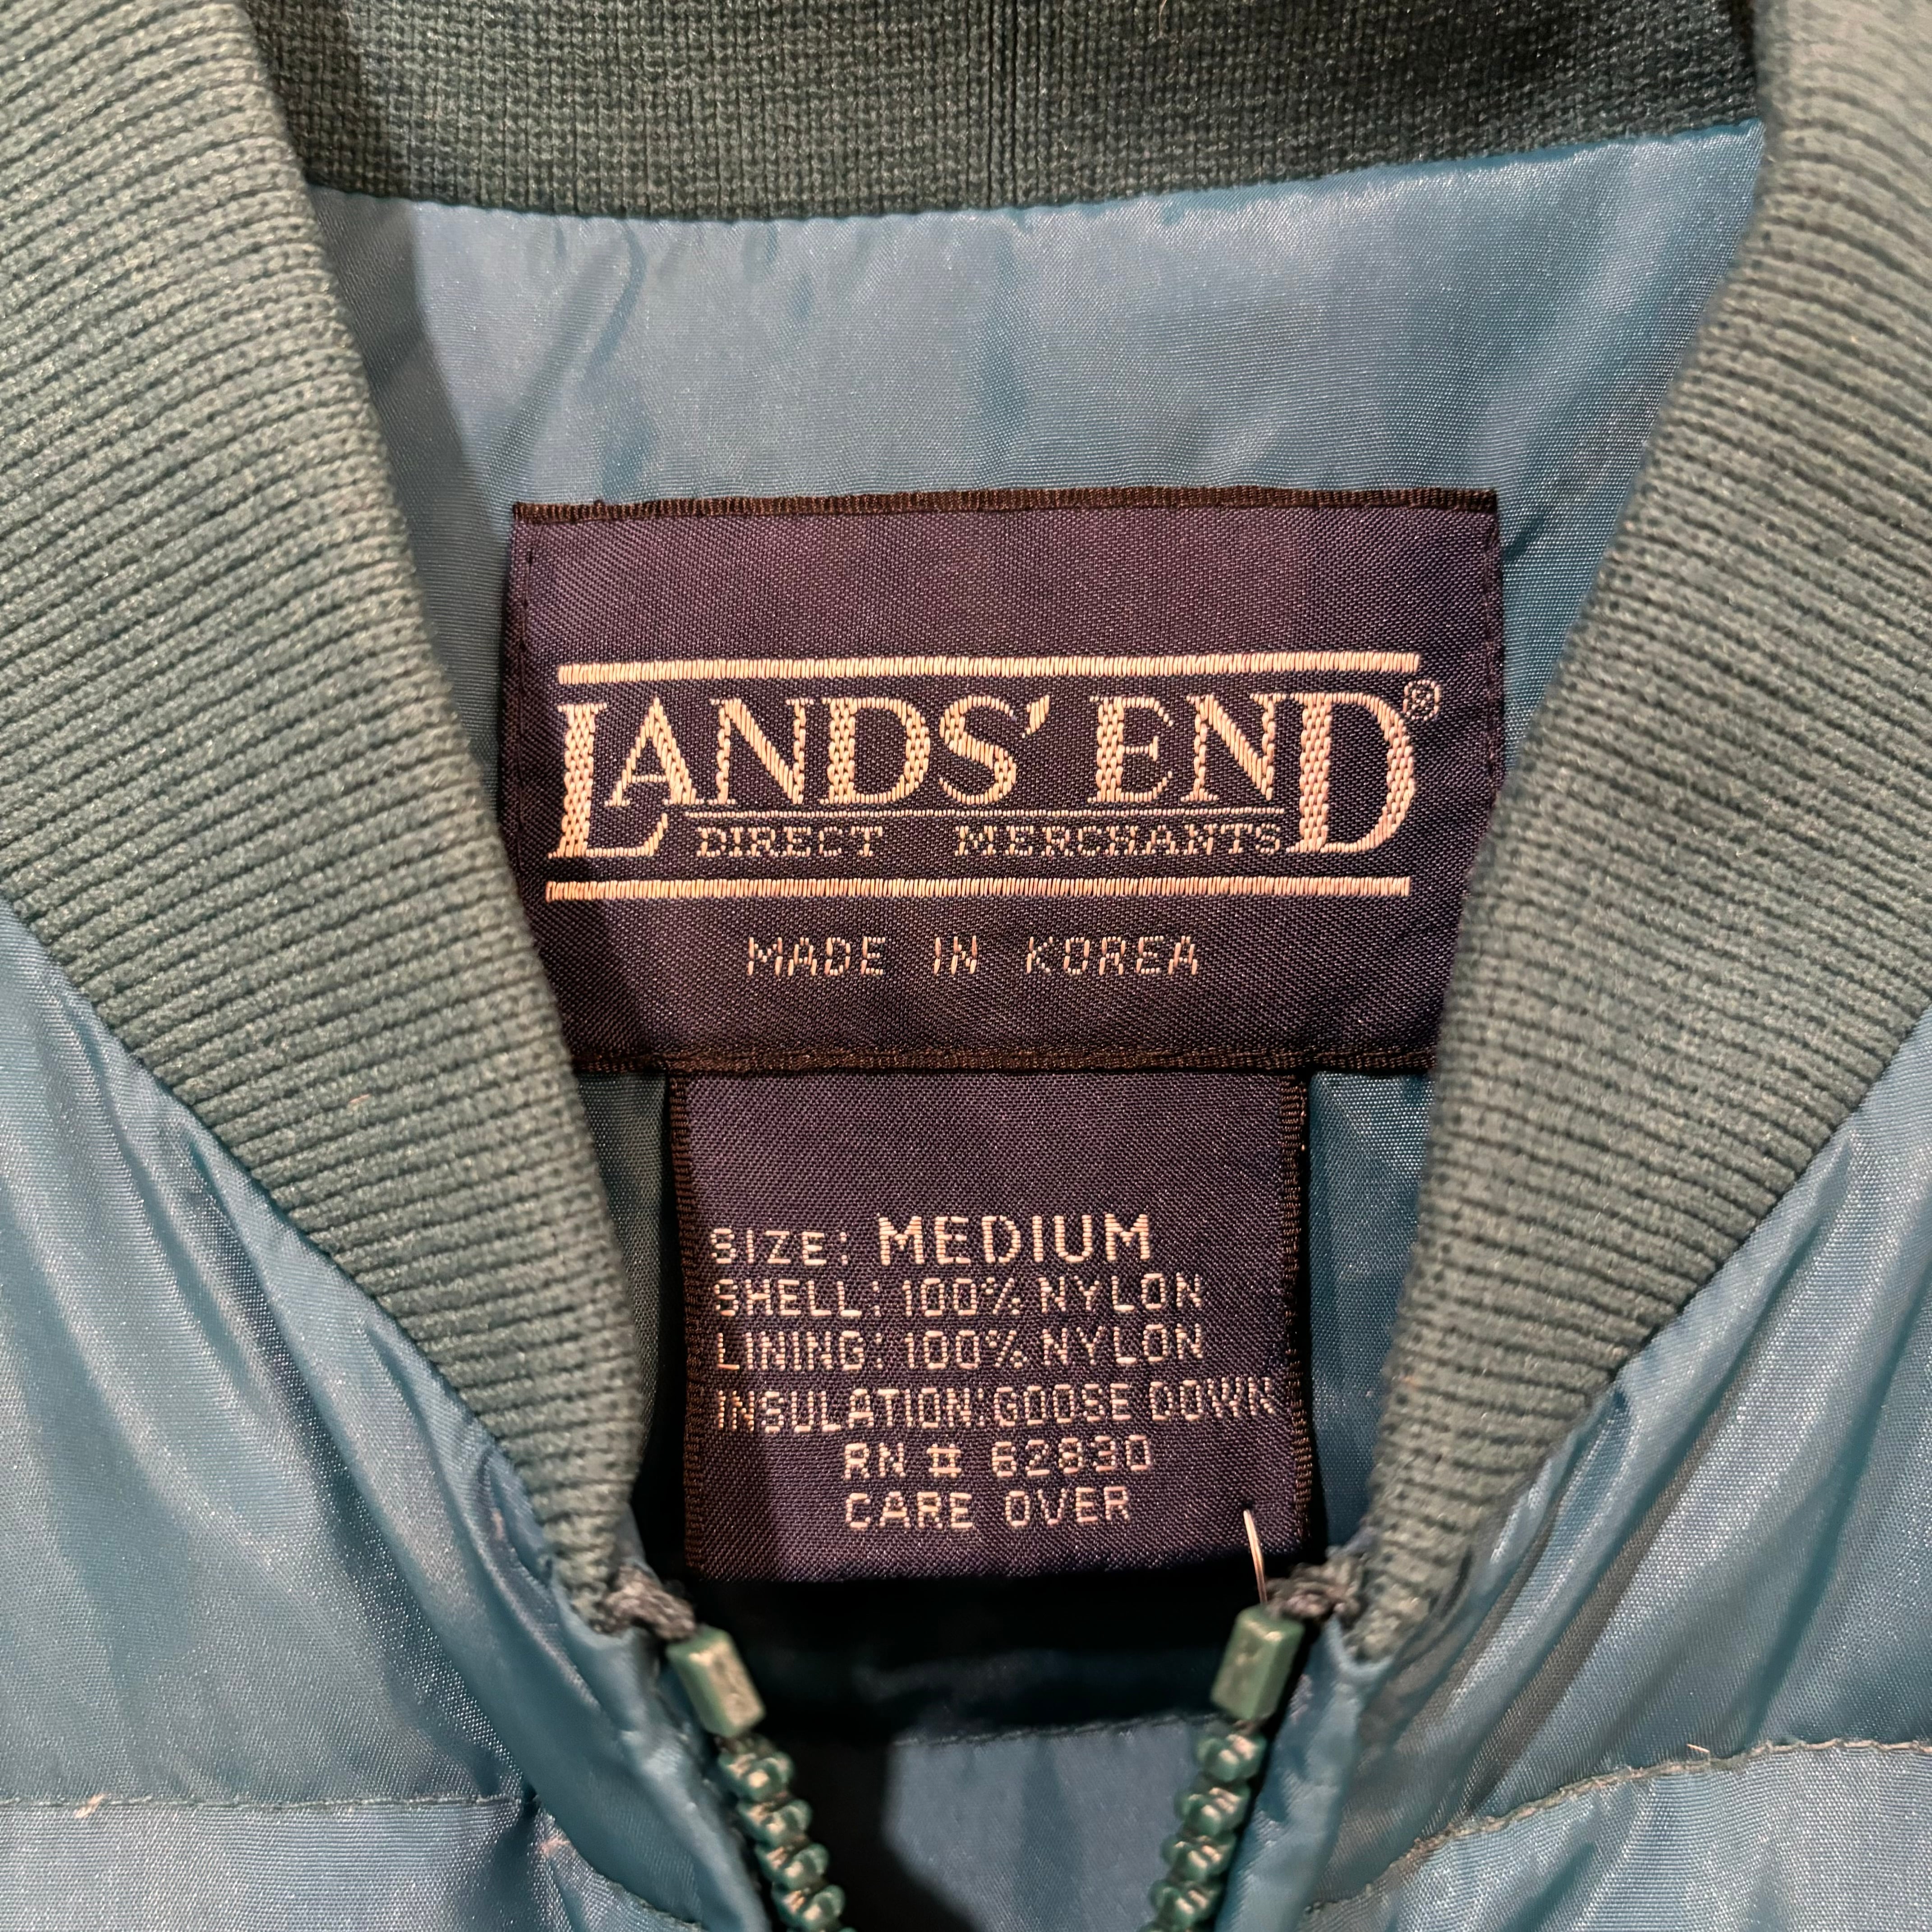 LANDS' END®
DIRECT MERCHANTS
MADE IN KOREA
SIZE: MEDIUM
SHELL: 100% NYLON
LINING: 100% NYLON
INSULATION: GOOSE DOWN
RN # 62830
CARE OVER